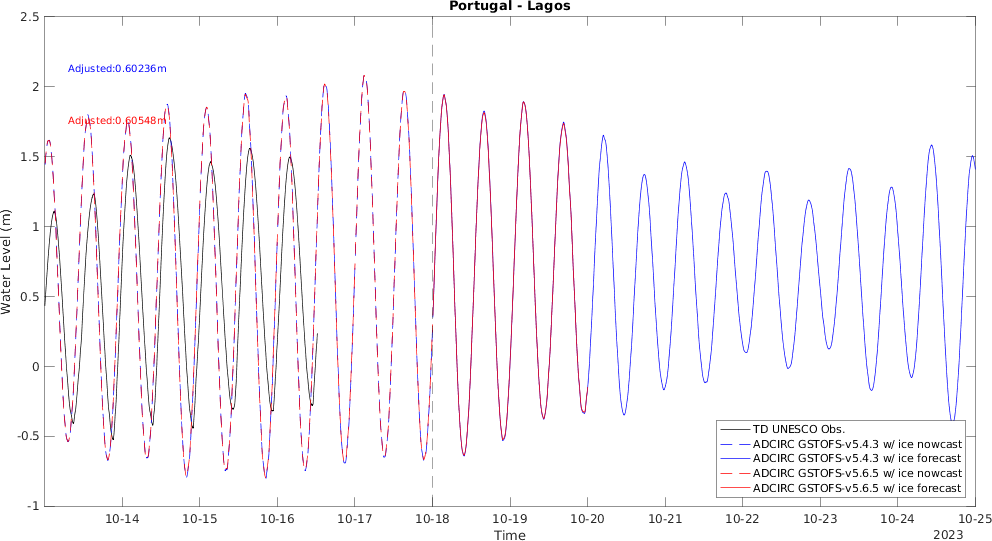 Portugal - Lagos
2.5
2
1.5
1
0.5
0
-0.5
-1
Water Level (m)
Adjusted:0.60236m
Adjusted:0.60548m
TD UNESCO Obs.
ADCIRC GSTOFS-v5.4.3 w/ ice nowcast
ADCIRC GSTOFS-v5.4.3 w/ ice forecast
ADCIRC GSTOFS-v5.6.5 w/ ice nowcast
ADCIRC GSTOFS-v5.6.5 w/ ice forecast
10-14 10-15 10-16 10-17 10-18 10-19 10-20 10-21 10-22 10-23 10-24 10-25
Time
2023